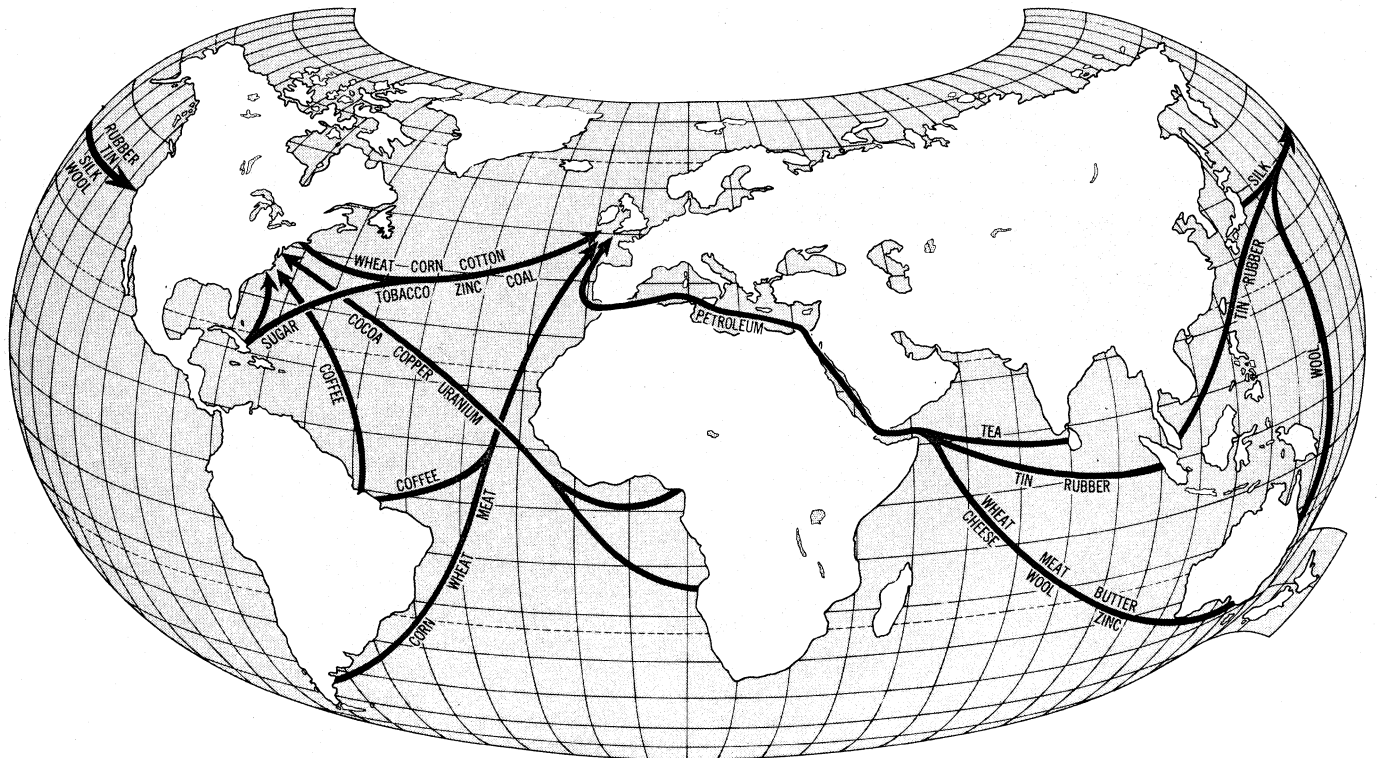 RUBBER
TIN
SILK
WOOL
WHEAT CORN COTTON
TOBACCO ZINC COAL
SUGAR
COCOA COPPER URANIUM
COFFEE
COFFEE
MEAT
WHEAT
CORN
PETROLEUM
TEA
TIN RUBBER
WHEAT
CHEESE
MEAT
WOOL
BUTTER
ZINC
SILK
TIN RUBBER
WOOL